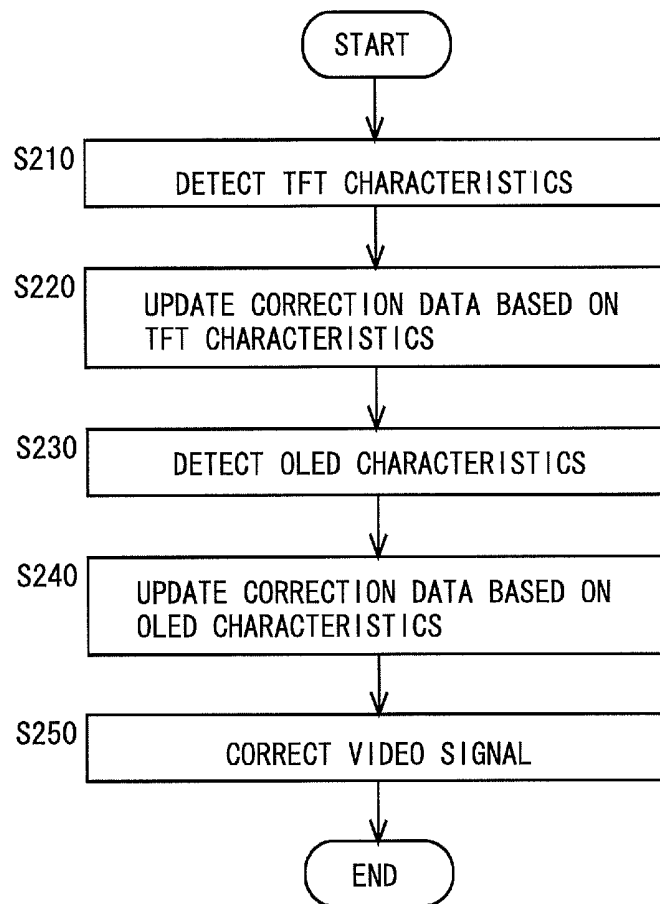 START
S210
DETECT TFT CHARACTERISTICS
S220
UPDATE CORRECTION DATA BASED ON
TFT CHARACTERISTICS
S230
DETECT OLED CHARACTERISTICS
S240
UPDATE CORRECTION DATA BASED ON
OLED CHARACTERISTICS
S250
CORRECT VIDEO SIGNAL
END